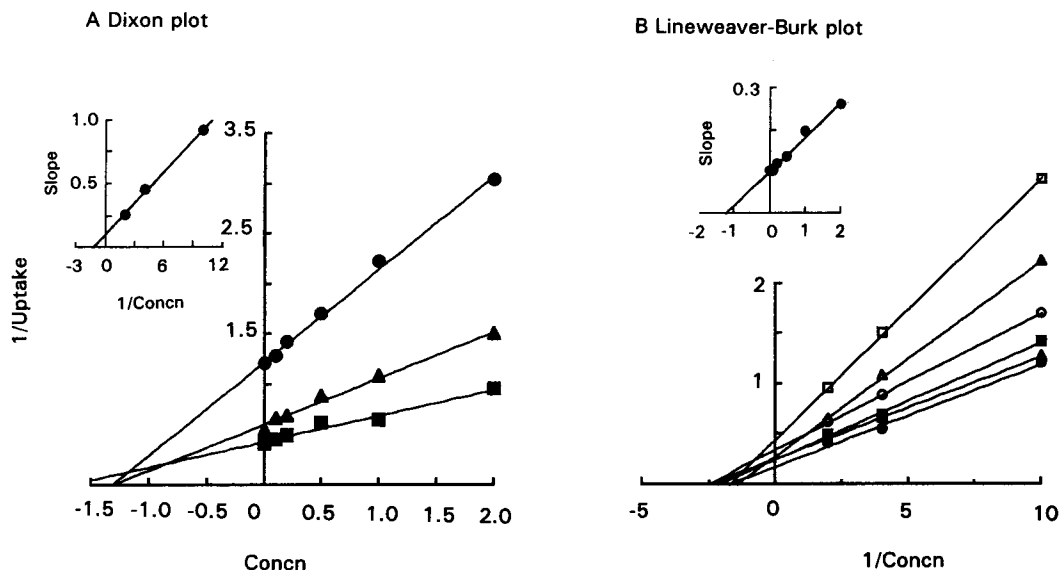 A Dixon plot
B Lineweaver-Burk plot
1/Uptake
3.5
2.5
1.5
-1.5 -1.0 -0.5 0 0.5 1.0 1.5 2.0
Concn
Slope
1.0
0.5
-3 0 6 12
1/Concn
Slope
0.3
-2 -1 0 1 2
2
1
-5 0 5 10
1/Concn